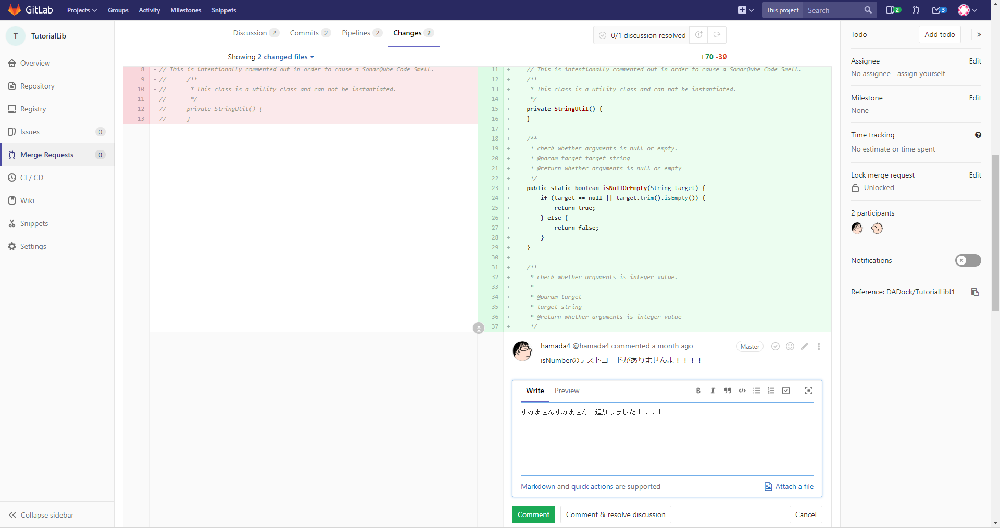 GitLab Projects Groups Activity Milestones Snippets This project Search 2 3
T TutorialLib
Overview
Repository
Registry
Issues 0
Merge Requests 0
CI / CD
Wiki
Snippets
Settings
Collapse sidebar
Discussion 2 Commits 2 Pipelines 2 Changes 2 0/1 discussion resolved
Showing 2 changed files +70 -39
8 - // This is intentionally commented out in order to cause a SonarQube Code Smell.
9 - // /**
10 - // * This class is a utility class and can not be instantiated.
11 - // */
12 - // private StringUtil() {
13 - // }
11 + // This is intentionally commented out in order to cause a SonarQube Code Smell.
12 + /**
13 + * This class is a utility class and can not be instantiated.
14 + */
15 + private StringUtil() {
16 + }
17 +
18 + /**
19 + * check whether arguments is null or empty.
20 + * @param target target string
21 + * @return whether arguments is null or empty
22 + */
23 + public static boolean isNullOrEmpty(String target) {
24 + if (target == null || target.trim().isEmpty()) {
25 + return true;
26 + } else {
27 + return false;
28 + }
29 + }
30 +
31 + /**
32 + * check whether arguments is integer value.
33 + *
34 + * @param target
35 + * target string
36 + * @return whether arguments is integer value
37 + */
hamada4 @hamada4 commented a month ago Master
isNumberのテストコードがありませんよ！！！！
Write Preview
すみませんすみません、追加しました！！！！
Markdown and quick actions are supported Attach a file
Comment Comment & resolve discussion Cancel
Todo Add todo »
Assignee Edit
No assignee - assign yourself
Milestone Edit
None
Time tracking
No estimate or time spent
Lock merge request Edit
Unlocked
2 participants
Notifications
Reference: DADock/TutorialLib!1